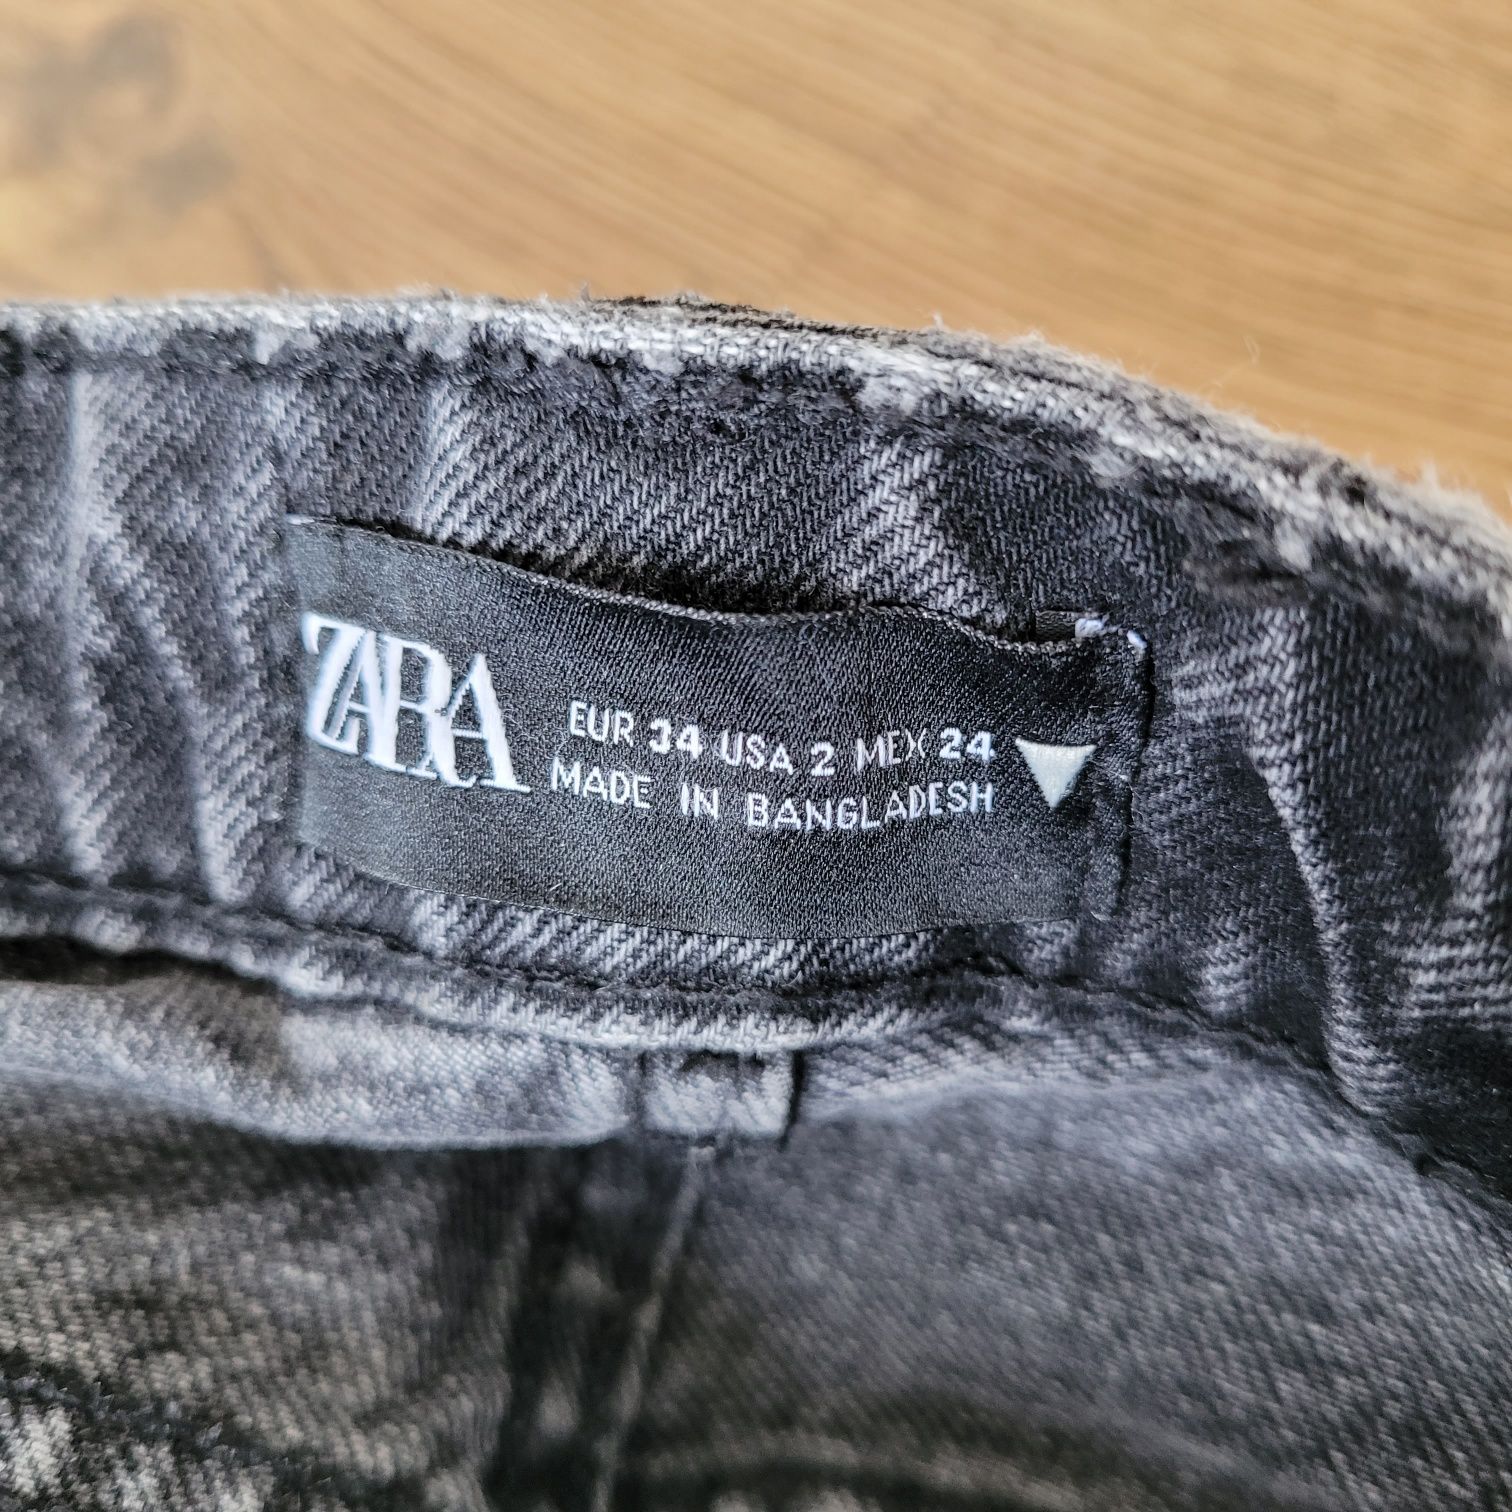 ZARA
EUR 34 USA 2 MEX 24
MADE IN BANGLADESH